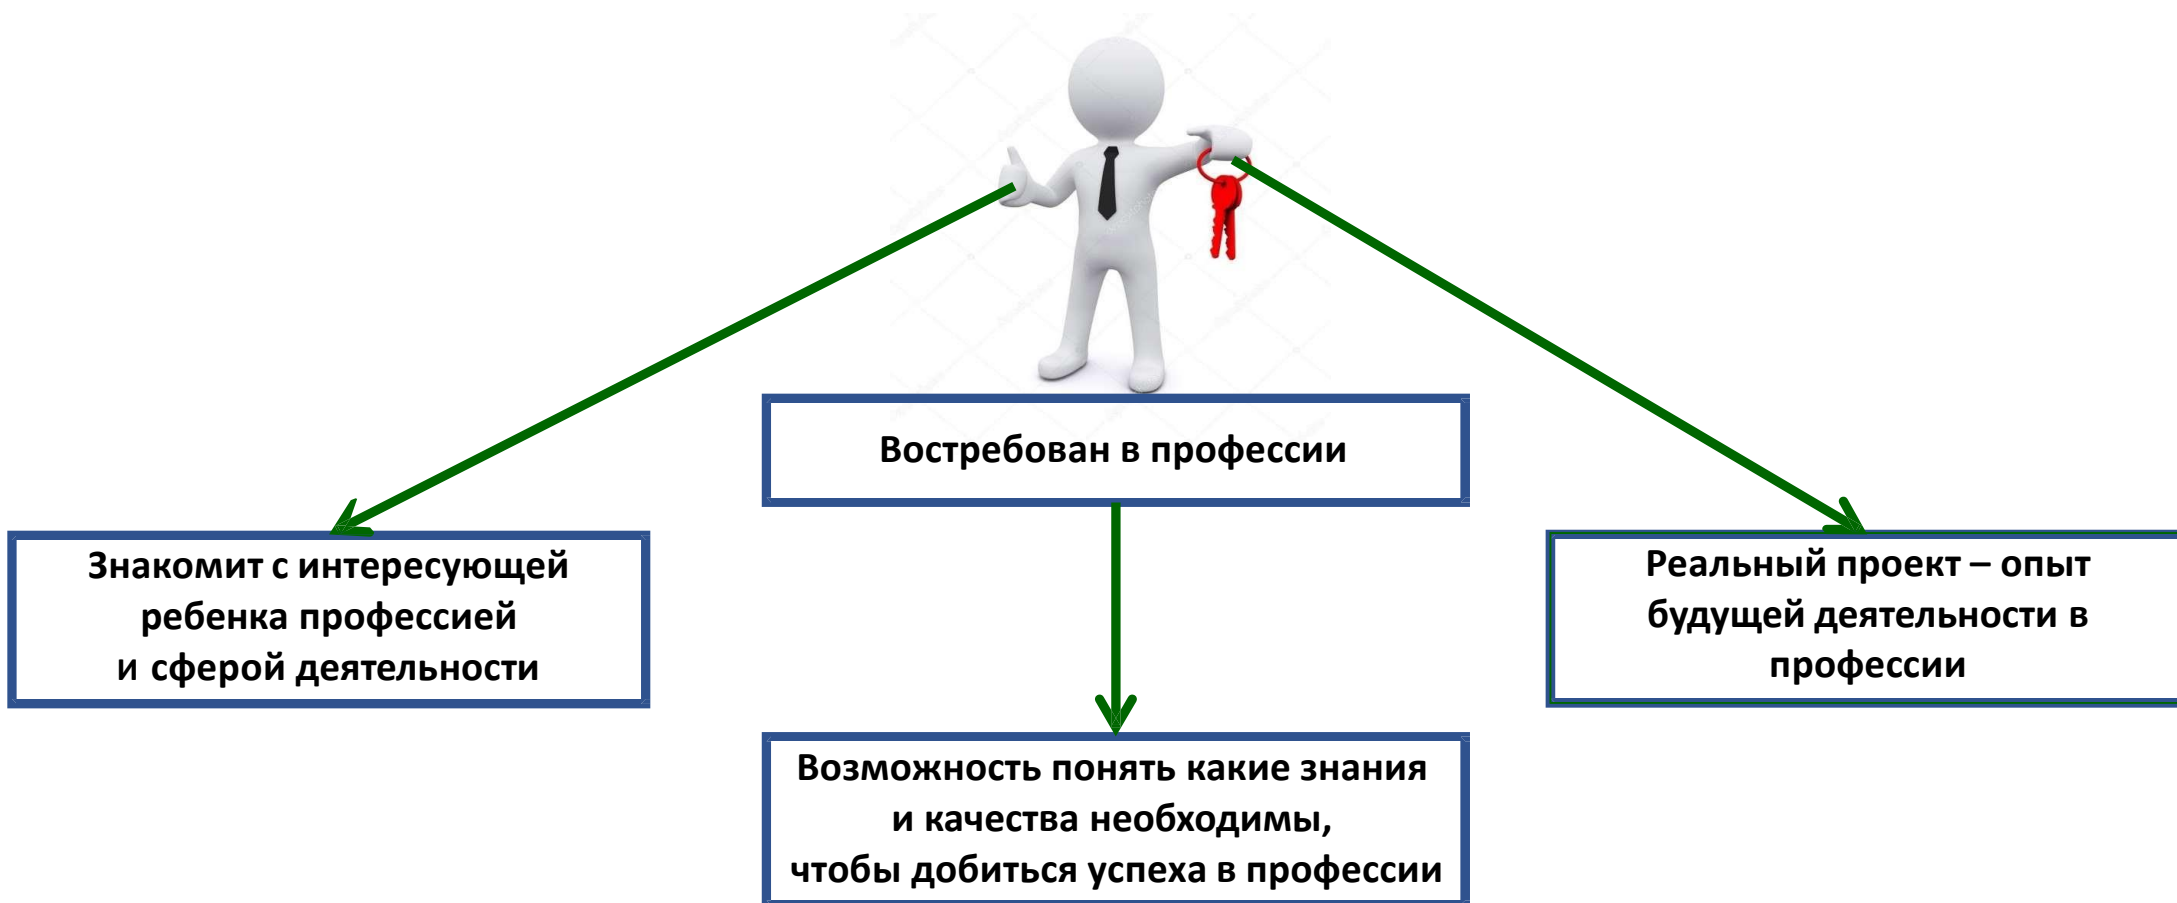 Востребован в профессии
Знакомит с интересующей
ребенка профессией
и сферой деятельности
Реальный проект – опыт
будущей деятельности в
профессии
Возможность понять какие знания
и качества необходимы,
чтобы добиться успеха в профессии